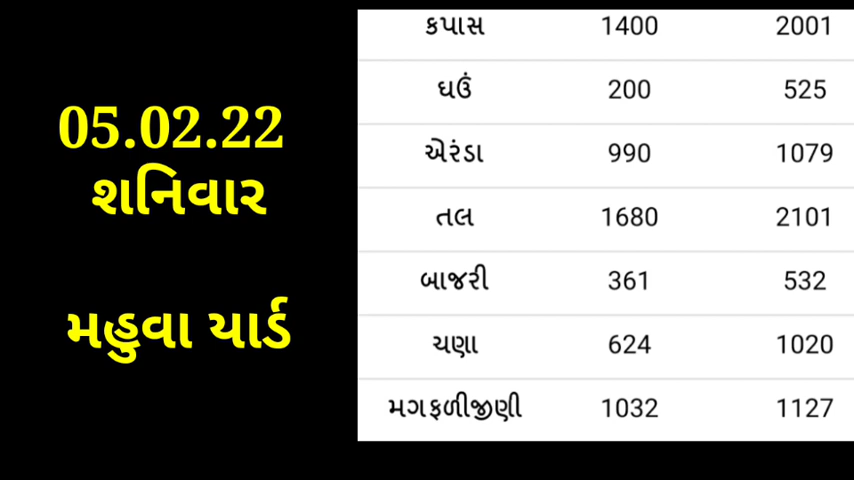 05.02.22
શનિવાર
મહુવા યાર્ડ
કપાસ 1400 2001
ઘઉં 200 525
એરંડા 990 1079
તલ 1680 2101
બાજરી 361 532
ચણા 624 1020
મગફળીજીણી 1032 1127